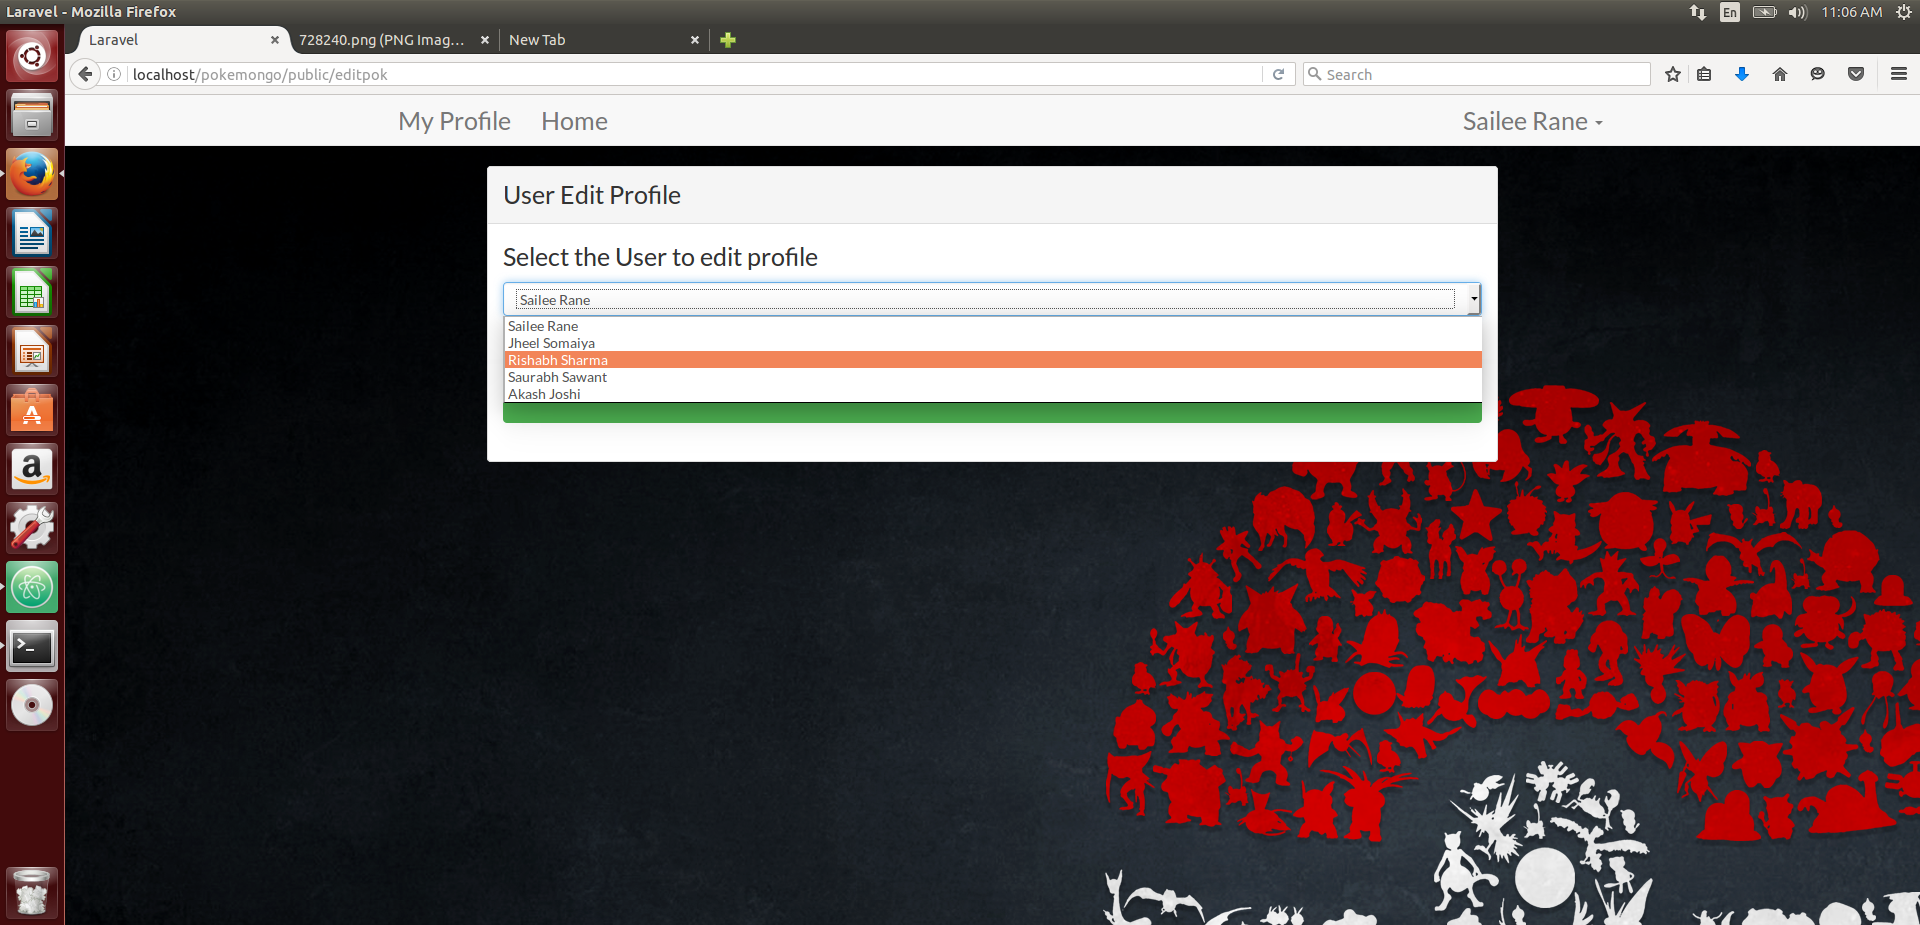 Laravel - Mozilla Firefox
En
11:06 AM
Laravel
728240.png (PNG Imag...
New Tab
localhost/pokemongo/public/editpok
Search
My Profile
Home
Sailee Rane
User Edit Profile
Select the User to edit profile
Sailee Rane
Sailee Rane
Jheel Somaiya
Rishabh Sharma
Saurabh Sawant
Akash Joshi